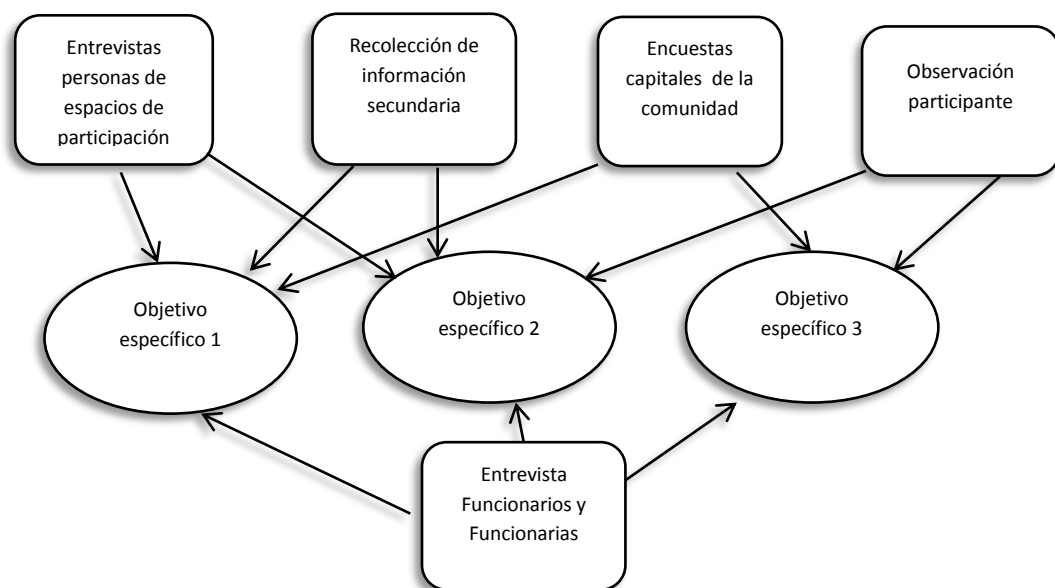 Entrevistas
personas de
espacios de
participación
Recolección de
información
secundaria
Encuestas
capitales de la
comunidad
Observación
participante
Objetivo
específico 1
Objetivo
específico 2
Objetivo
específico 3
Entrevista
Funcionarios y
Funcionarias